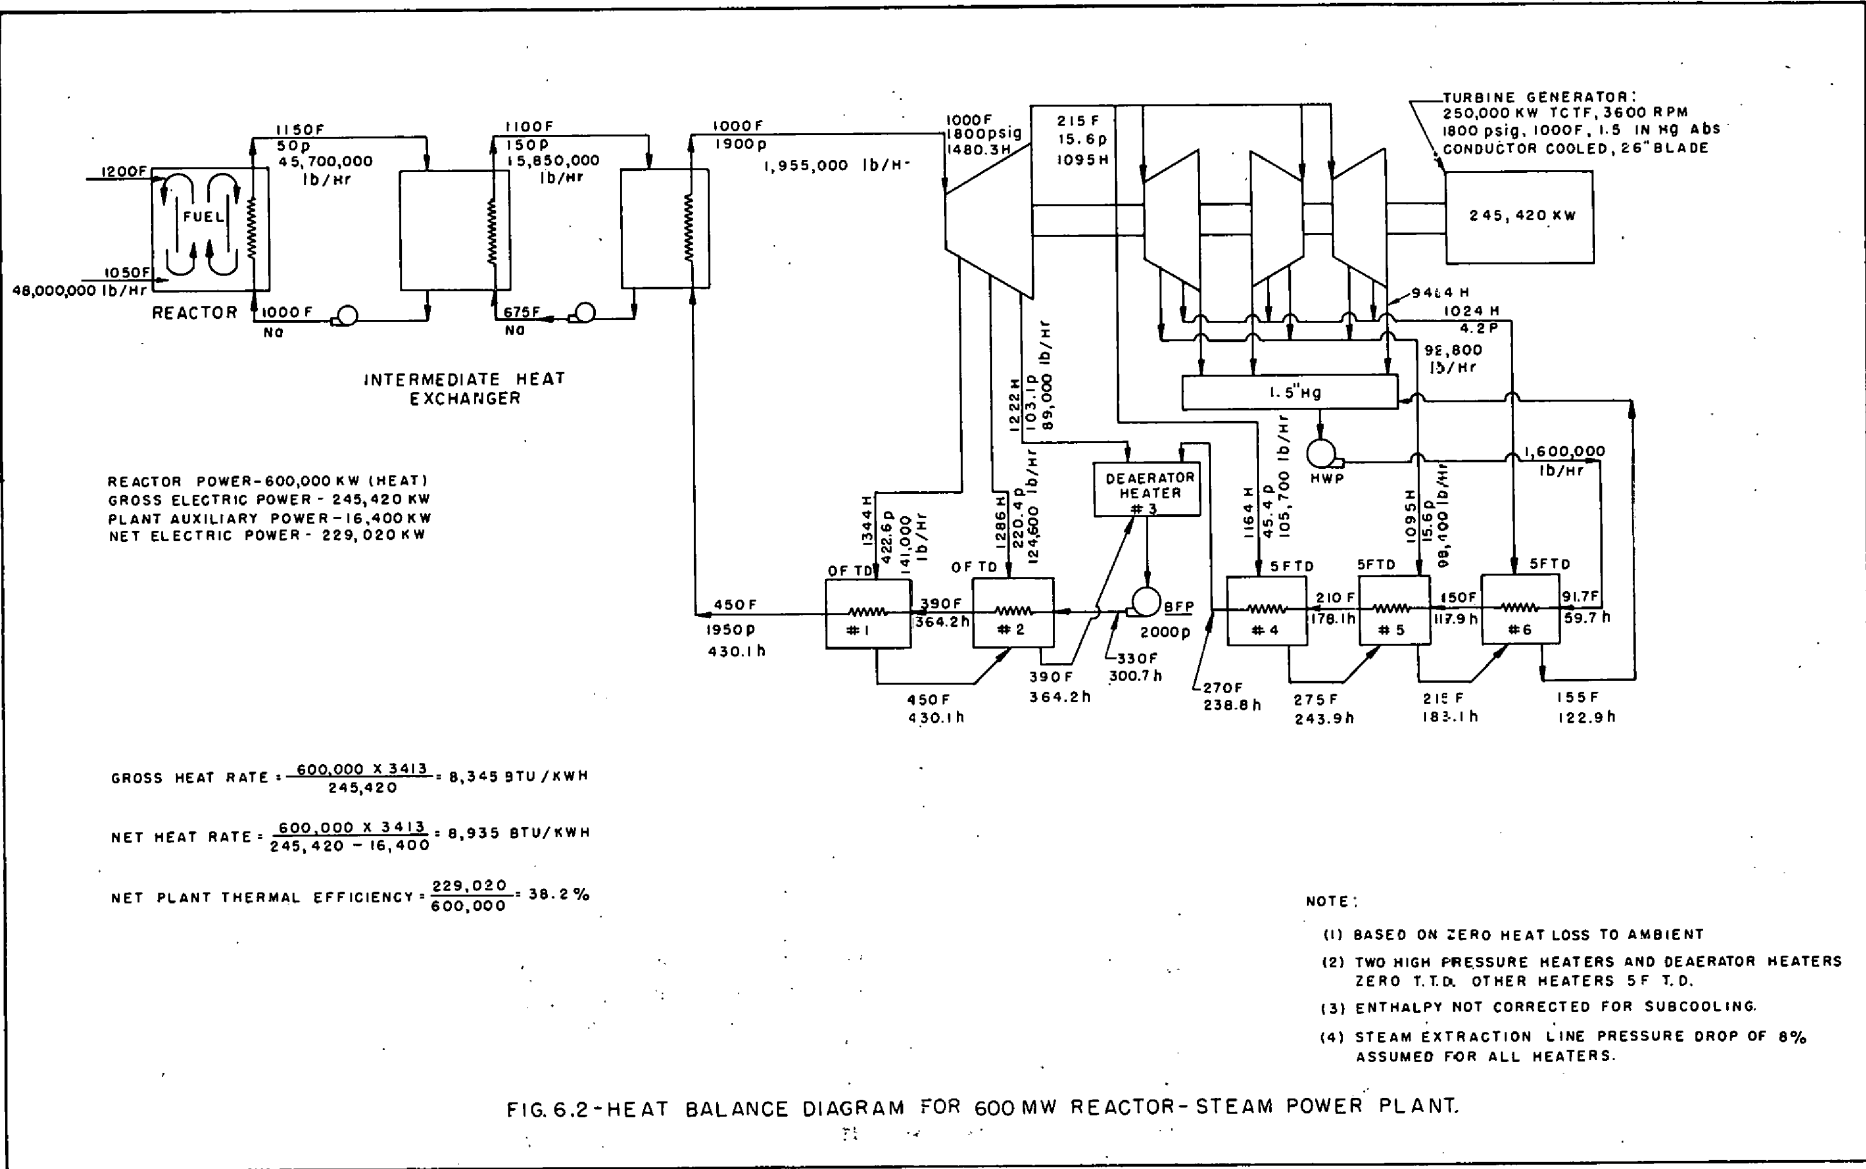 1200F
1050F
48,000,000 lb/Hr
FUEL
REACTOR
1150F
50p
45,700,000
lb/Hr
1000 F
Na
1100F
150p
15,850,000
lb/Hr
675F
Na
INTERMEDIATE HEAT
EXCHANGER
1000F
1900p
1,955,000
1000F
1800psig
1480.3H
215 F
15.6p
1095H
TURBINE GENERATOR:
250,000 KW TCTF, 3600 RPM
1800 psig, 1000F, 1.5 IN Hg Abs
CONDUCTOR COOLED, 26" BLADE
245,420 KW
1024 H
4.2P
lb/Hr
1.5"Hg
HWP
1,600,000
lb/Hr
1222H
103.1p
89,000 lb/Hr
DEAERATOR
HEATER
#3
1344H
422.6p
141,000
lb/Hr
1286H
220.4p
124,600 lb/Hr
1164H
45.4p
105,700 lb/Hr
1095H
15.6p
98,400 lb/Hr
OF TD
OF TD
5FTD
5FTD
5FTD
#1
#2
#4
#5
#6
450F
1950p
430.1h
390F
364.2h
BFP
2000p
330F
300.7h
210 F
178.1h
150F
117.9h
91.7F
59.7h
450F
430.1h
390F
364.2h
270F
238.8h
275F
243.9h
215 F
183.1h
155F
122.9h
REACTOR POWER-600,000 KW (HEAT)
GROSS ELECTRIC POWER - 245,420 KW
PLANT AUXILIARY POWER-16,400KW
NET ELECTRIC POWER - 229,020KW
GROSS HEAT RATE = 600,000 X 3413 / 245,420 = 8,345 BTU/KWH
NET HEAT RATE = 600,000 X 3413 / 245,420 - 16,400 = 8,935 BTU/KWH
NET PLANT THERMAL EFFICIENCY = 229,020 / 600,000 = 38.2%
NOTE:
(1) BASED ON ZERO HEAT LOSS TO AMBIENT
(2) TWO HIGH PRESSURE HEATERS AND DEAERATOR HEATERS
ZERO T.T.D. OTHER HEATERS 5F T.D.
(3) ENTHALPY NOT CORRECTED FOR SUBCOOLING.
(4) STEAM EXTRACTION LINE PRESSURE DROP OF 8%
ASSUMED FOR ALL HEATERS.
FIG. 6.2-HEAT BALANCE DIAGRAM FOR 600 MW REACTOR-STEAM POWER PLANT.